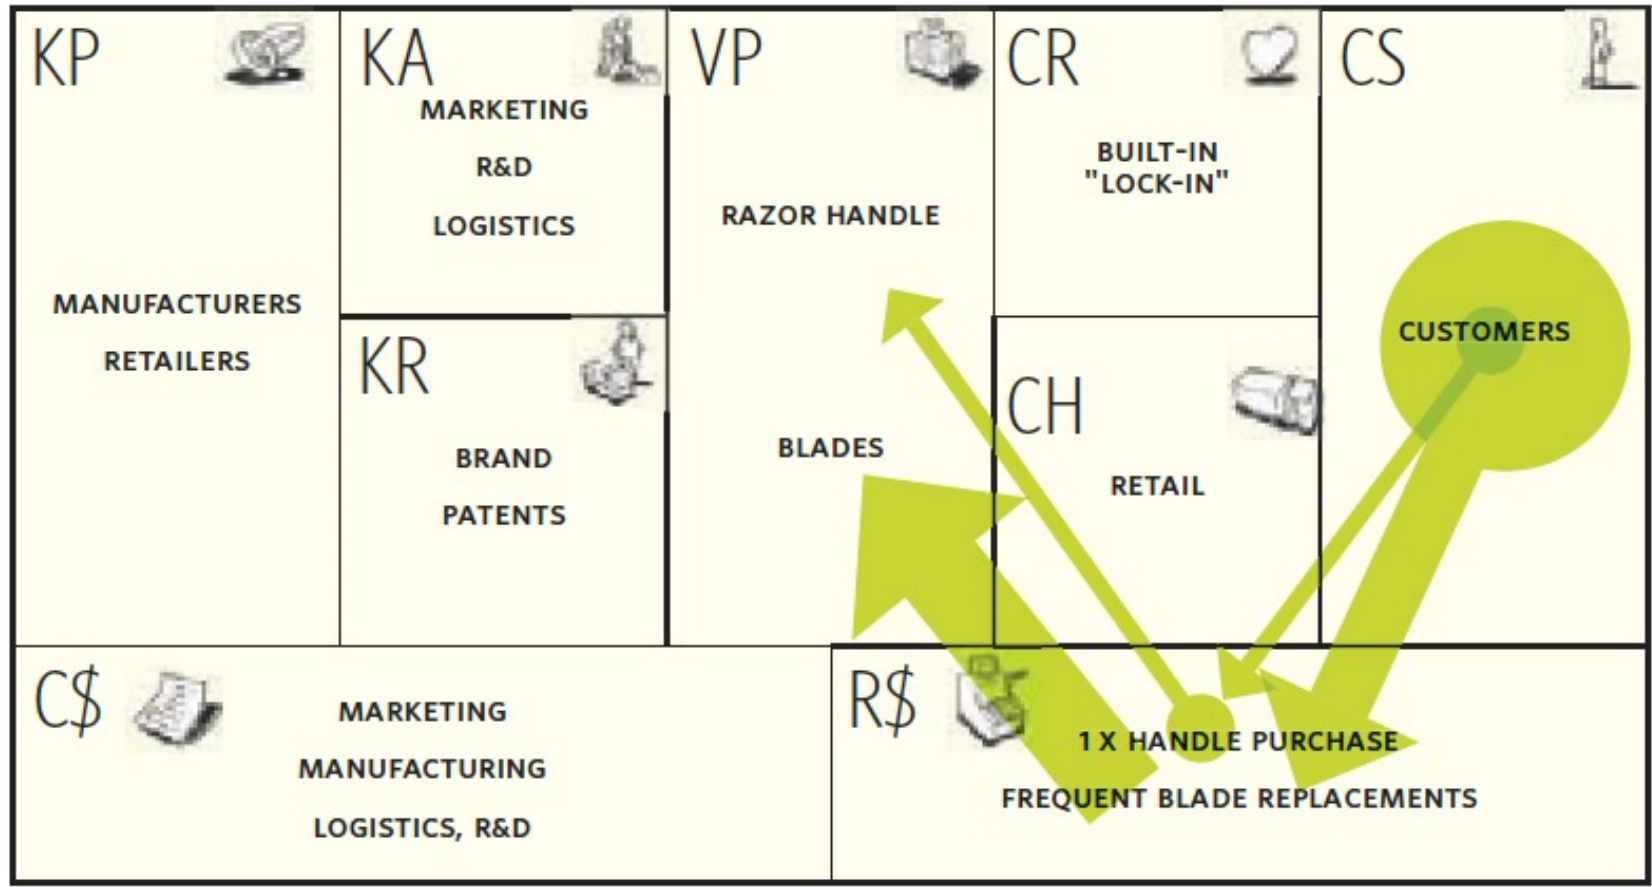 KP
MANUFACTURERS
RETAILERS
KA
MARKETING
R&D
LOGISTICS
KR
BRAND
PATENTS
VP
RAZOR HANDLE
BLADES
CR
BUILT-IN
"LOCK-IN"
CH
RETAIL
CS
CUSTOMERS
C$
MARKETING
MANUFACTURING
LOGISTICS, R&D
R$
1 X HANDLE PURCHASE
FREQUENT BLADE REPLACEMENTS